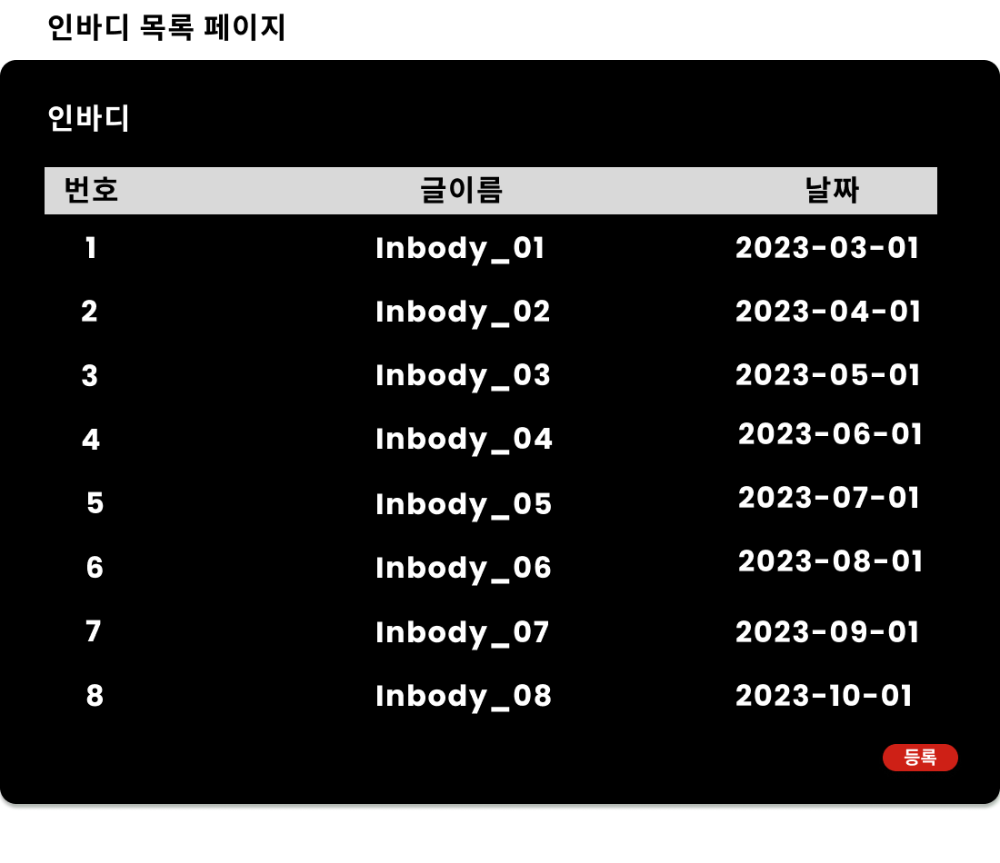 인바디 목록 페이지
인바디
번호 글이름 날짜
1 Inbody_01 2023-03-01
2 Inbody_02 2023-04-01
3 Inbody_03 2023-05-01
4 Inbody_04 2023-06-01
5 Inbody_05 2023-07-01
6 Inbody_06 2023-08-01
7 Inbody_07 2023-09-01
8 Inbody_08 2023-10-01
등록